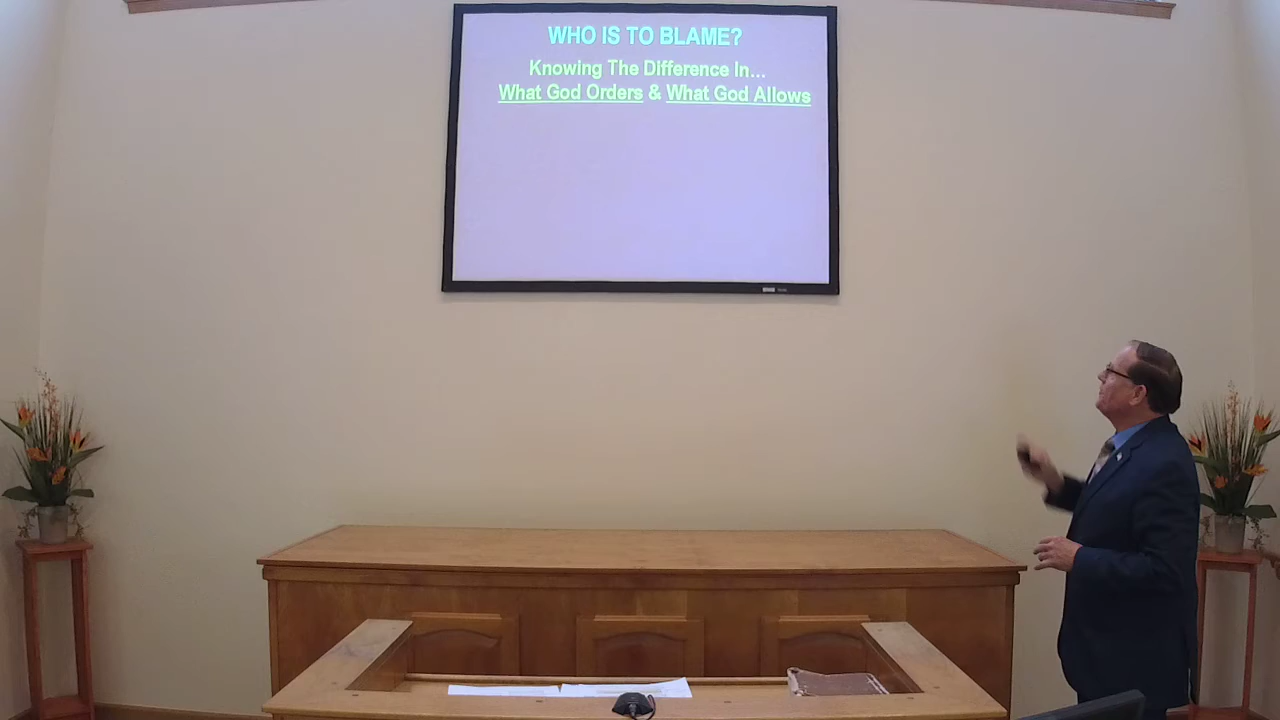 WHO IS TO BLAME?
Knowing The Difference In...
What God Orders & What God Allows